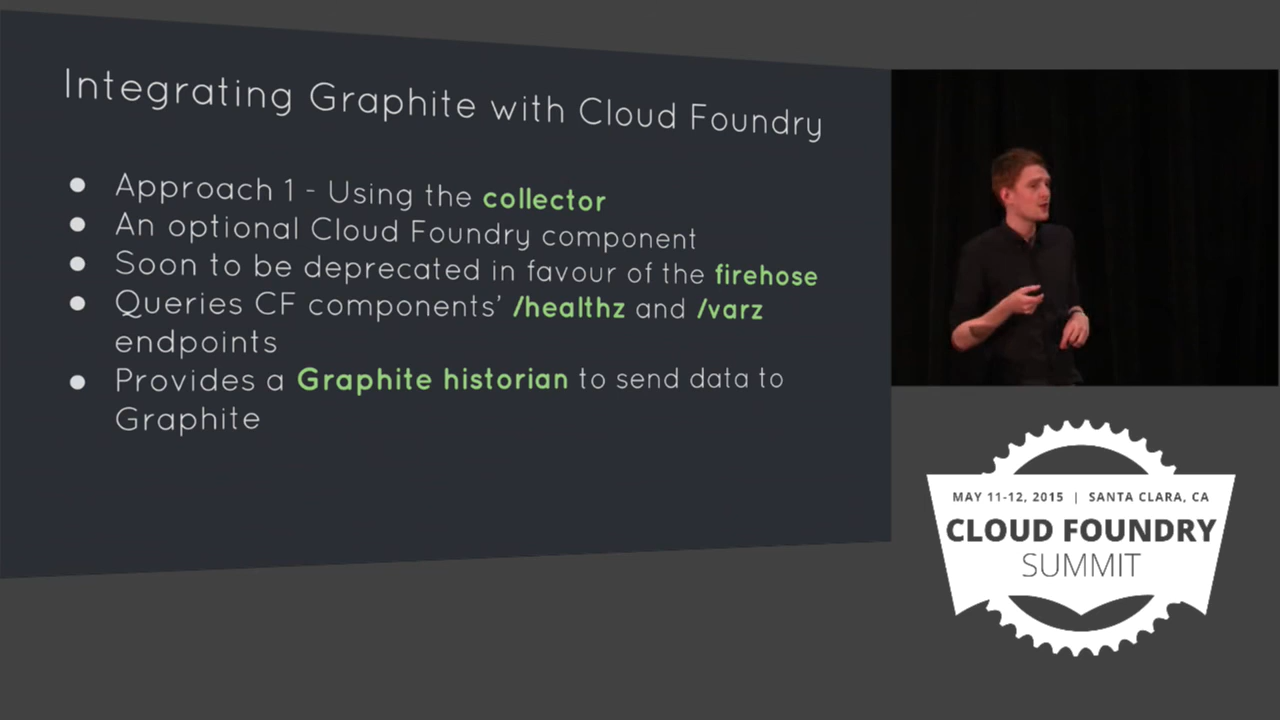 Integrating Graphite with Cloud Foundry
● Approach 1 - Using the collector
● An optional Cloud Foundry component
● Soon to be deprecated in favour of the firehose
● Queries CF components’ /healthz and /varz
endpoints
● Provides a Graphite historian to send data to
Graphite
MAY 11-12, 2015 | SANTA CLARA, CA
CLOUD FOUNDRY
SUMMIT